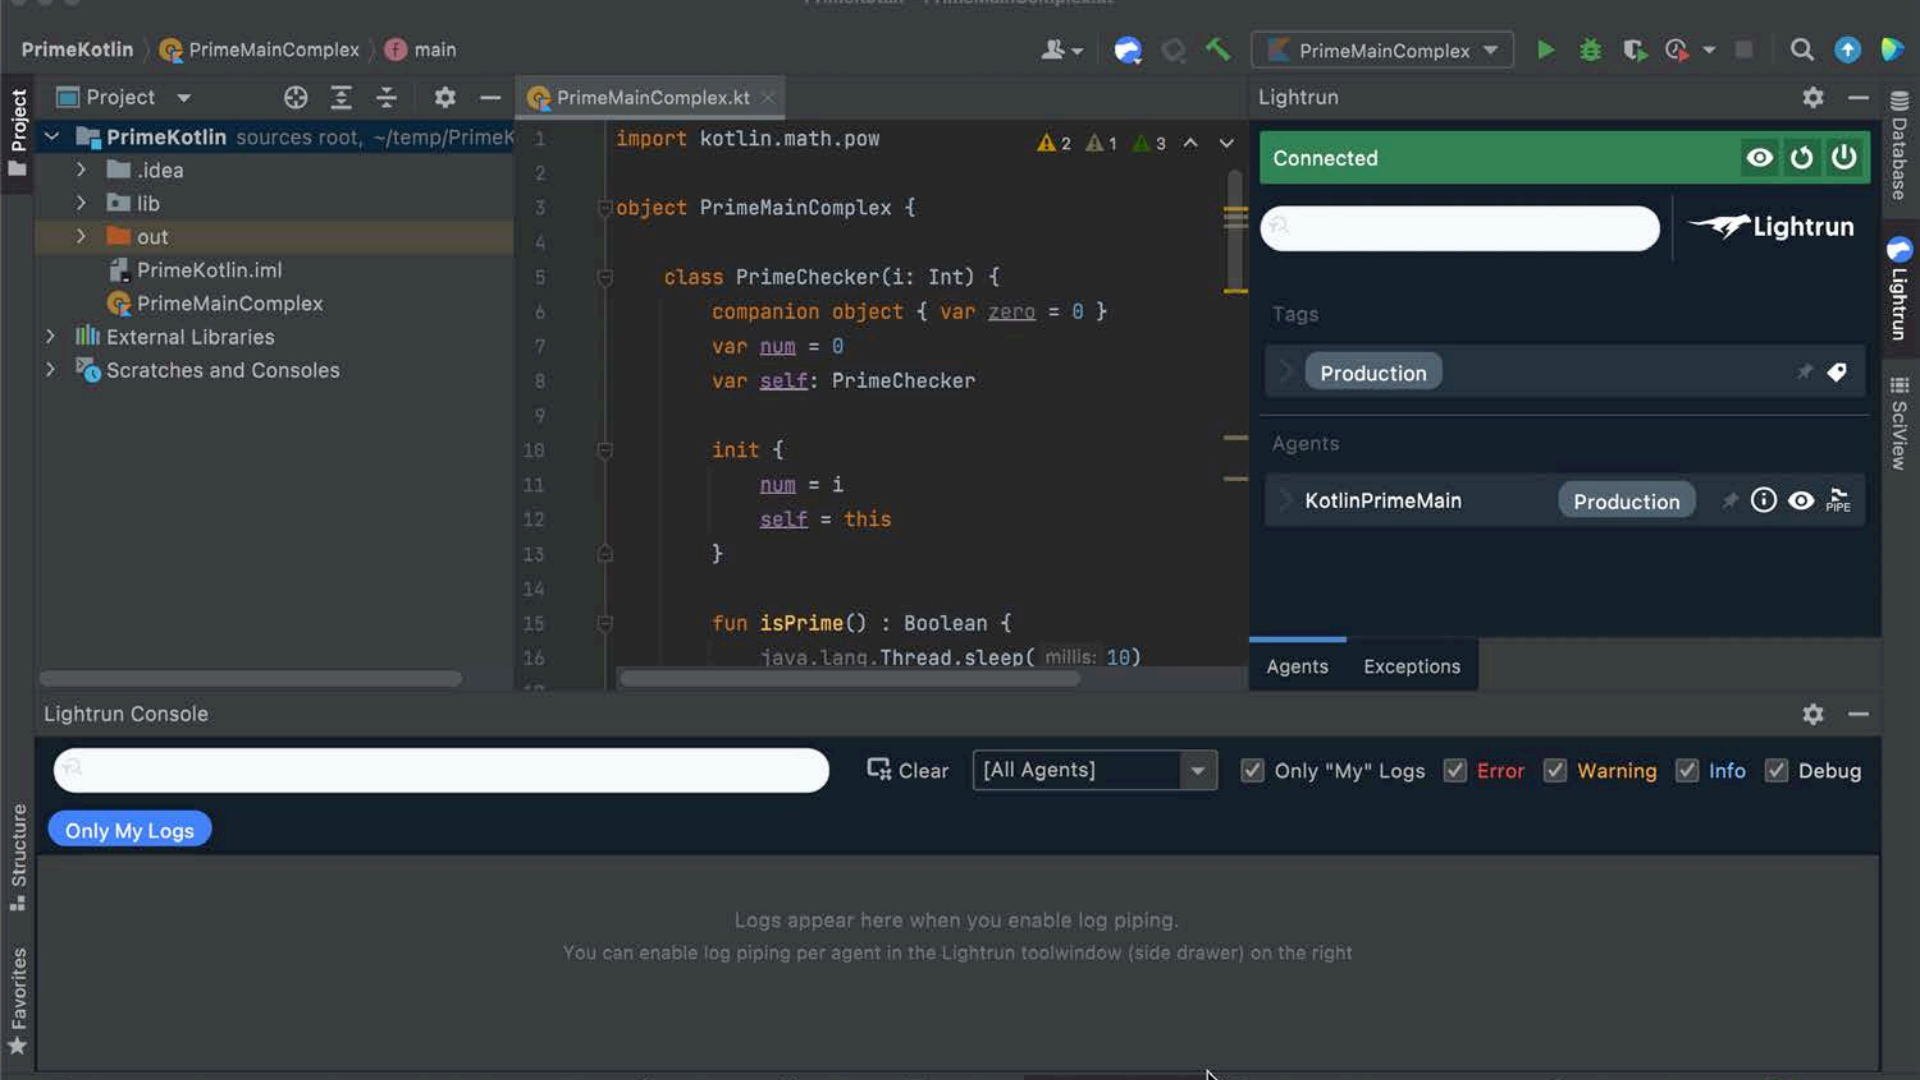 PrimeKotlin PrimeMainComplex main
PrimeMainComplex
Project
PrimeKotlin sources root, ~/temp/PrimeK
.idea
lib
out
PrimeKotlin.iml
PrimeMainComplex
External Libraries
Scratches and Consoles
PrimeMainComplex.kt
2 1 3
1 import kotlin.math.pow
2
3 object PrimeMainComplex {
4
5 class PrimeChecker(i: Int) {
6 companion object { var zero = 0 }
7 var num = 0
8 var self: PrimeChecker
9
10 init {
11 num = i
12 self = this
13 }
14
15 fun isPrime() : Boolean {
16 java.lang.Thread.sleep( millis: 10)
Lightrun
Connected
Lightrun
Tags
Production
Agents
KotlinPrimeMain Production PIPE
Agents Exceptions
Project
Structure
Favorites
Database
Lightrun
SciView
Lightrun Console
Clear [All Agents] Only "My" Logs Error Warning Info Debug
Only My Logs
Logs appear here when you enable log piping.
You can enable log piping per agent in the Lightrun toolwindow (side drawer) on the right